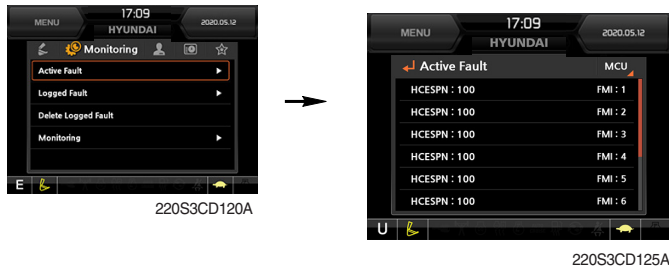 MENU 17:09 2020.05.12
HYUNDAI
Monitoring
Active Fault
Logged Fault
Delete Logged Fault
Monitoring
E
220S3CD120A
MENU 17:09 2020.05.12
HYUNDAI
Active Fault MCU
HCESPN : 100 FMI : 1
HCESPN : 100 FMI : 2
HCESPN : 100 FMI : 3
HCESPN : 100 FMI : 4
HCESPN : 100 FMI : 5
HCESPN : 100 FMI : 6
U
220S3CD125A